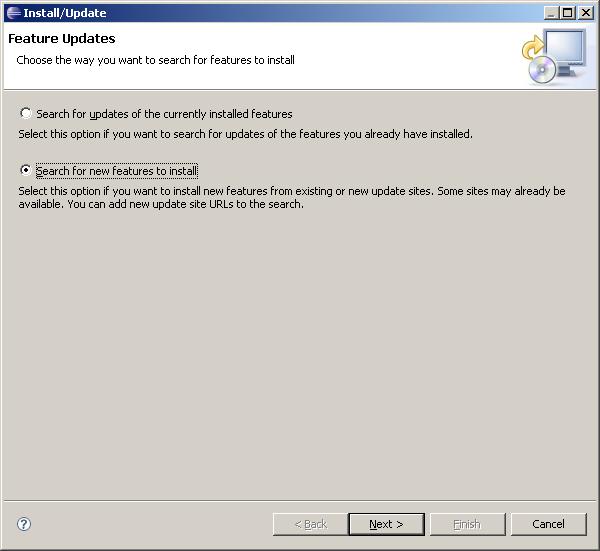 Install/Update
Feature Updates
Choose the way you want to search for features to install
Search for updates of the currently installed features
Select this option if you want to search for updates of the features you already have installed.
Search for new features to install
Select this option if you want to install new features from existing or new update sites. Some sites may already be
available. You can add new update site URLs to the search.
? < Back Next > Finish Cancel